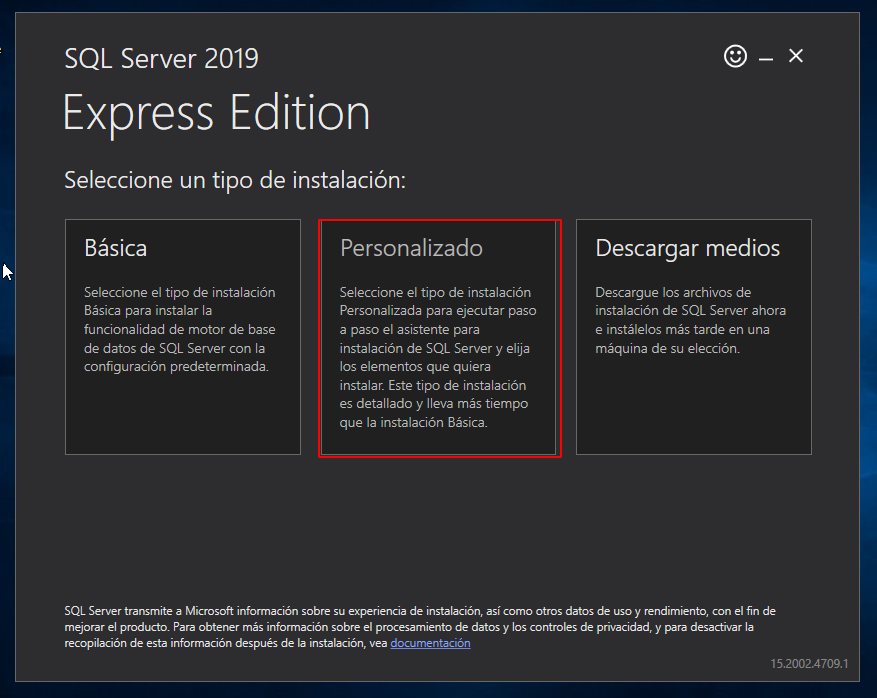 SQL Server 2019
Express Edition
Seleccione un tipo de instalación:
Básica
Seleccione el tipo de instalación
Básica para instalar la
funcionalidad de motor de base
de datos de SQL Server con la
configuración predeterminada.
Personalizado
Seleccione el tipo de instalación
Personalizada para ejecutar paso
a paso el asistente para
instalación de SQL Server y elija
los elementos que quiera
instalar. Este tipo de instalación
es detallado y lleva más tiempo
que la instalación Básica.
Descargar medios
Descargue los archivos de
instalación de SQL Server ahora
e instálelos más tarde en una
máquina de su elección.
SQL Server transmite a Microsoft información sobre su experiencia de instalación, así como otros datos de uso y rendimiento, con el fin de
mejorar el producto. Para obtener más información sobre el procesamiento de datos y los controles de privacidad, y para desactivar la
recopilación de esta información después de la instalación, vea documentación
15.2002.4709.1